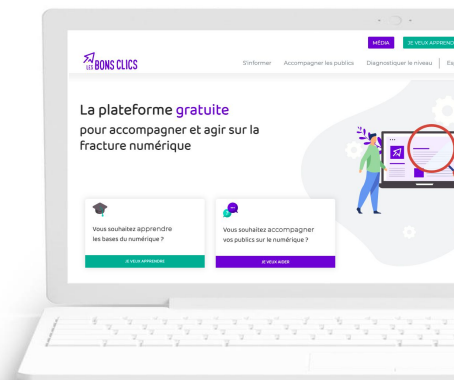 MÉDIA
JE VEUX APPREND
LES BONS CLICS
S'informer Accompagner les publics Diagnostiquer le niveau Es
La plateforme gratuite
pour accompagner et agir sur la
fracture numérique
Vous souhaitez apprendre
les bases du numérique ?
JE VEUX APPRENDRE
Vous souhaitez accompagner
vos publics sur le numérique ?
JE VEUX AIDER